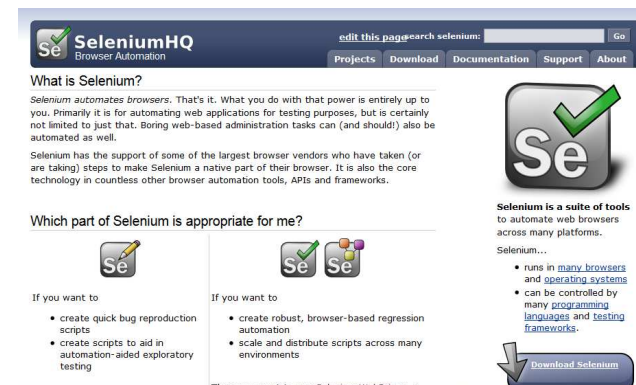 Se
SeleniumHQ
Browser Automation
edit this page search selenium:
Go
Projects Download Documentation Support About
What is Selenium?
Selenium automates browsers. That's it. What you do with that power is entirely up to
you. Primarily it is for automating web applications for testing purposes, but is certainly
not limited to just that. Boring web-based administration tasks can (and should!) also be
automated as well.
Selenium has the support of some of the largest browser vendors who have taken (or
are taking) steps to make Selenium a native part of their browser. It is also the core
technology in countless other browser automation tools, APIs and frameworks.
Which part of Selenium is appropriate for me?
Se
If you want to
• create quick bug reproduction
scripts
• create scripts to aid in
automation-aided exploratory
testing
Se Se
If you want to
• create robust, browser-based regression
automation
• scale and distribute scripts across many
environments
Se
Selenium is a suite of tools
to automate web browsers
across many platforms.
Selenium...
• runs in many browsers
and operating systems
• can be controlled by
many programming
languages and testing
frameworks.
Download Selenium